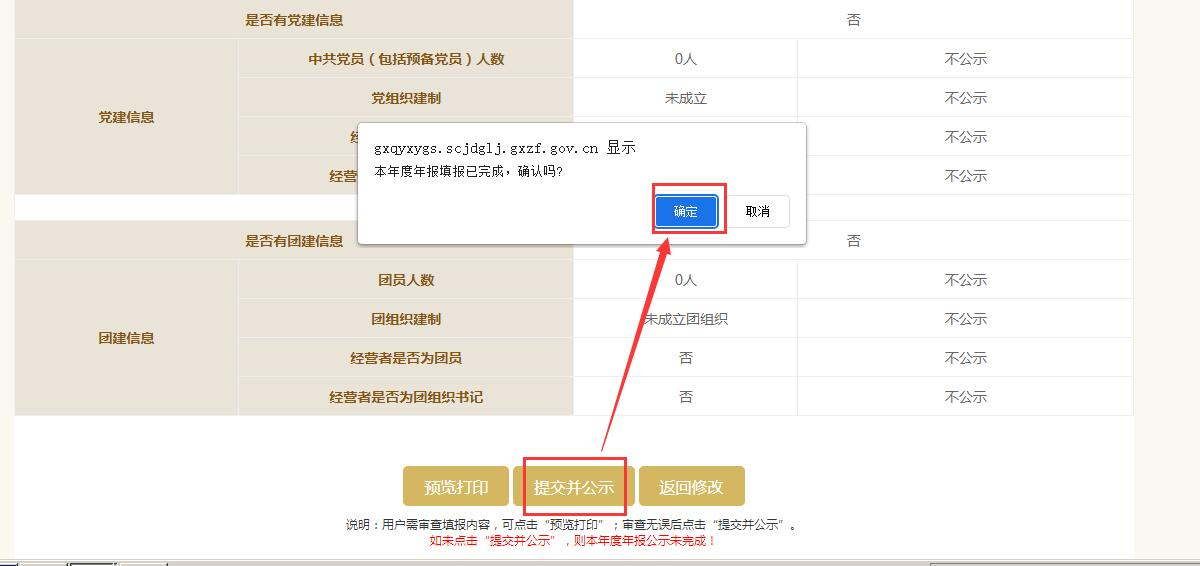 是否有党建信息 否
中共党员（包括预备党员）人数 0人 不公示
党组织建制 未成立 不公示
党建信息
不公示
经营 不公示
gxqyxygs.scjdglj.gxzf.gov.cn 显示
本年度年报填报已完成，确认吗?
确定 取消
是否有团建信息 否
团员人数 0人 不公示
团组织建制 未成立团组织 不公示
团建信息
经营者是否为团员 否 不公示
经营者是否为团组织书记 否 不公示
预览打印 提交并公示 返回修改
说明：用户需审查填报内容，可点击“预览打印”；审查无误后点击“提交并公示”。
如未点击“提交并公示”，则本年度年报公示未完成！